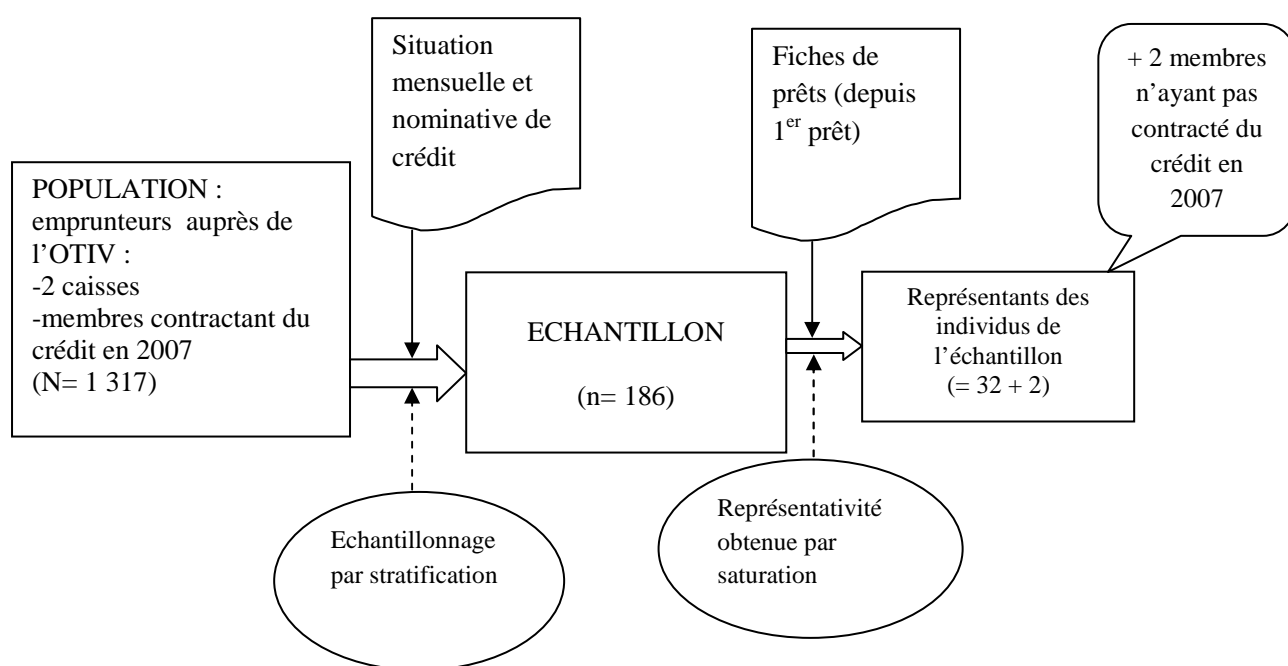 Situation
mensuelle et
nominative de
crédit
Fiches de
prêts (depuis
1er prêt)
+ 2 membres
n’ayant pas
contracté du
crédit en
2007
POPULATION :
emprunteurs auprès de
l’OTIV :
-2 caisses
-membres contractant du
crédit en 2007
(N= 1 317)
ECHANTILLON
(n= 186)
Représentants des
individus de
l’échantillon
(= 32 + 2)
Echantillonnage
par stratification
Représentativité
obtenue par
saturation